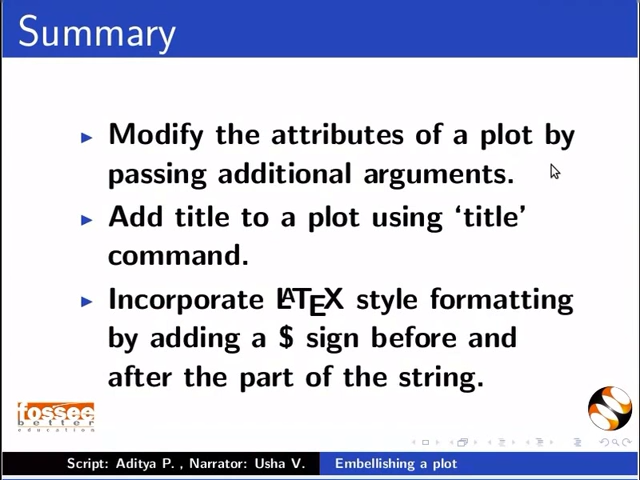 Summary
Modify the attributes of a plot by
passing additional arguments.
Add title to a plot using ‘title’
command.
Incorporate LATEX style formatting
by adding a $ sign before and
after the part of the string.
fossee
better
education
Script: Aditya P. , Narrator: Usha V.
Embellishing a plot